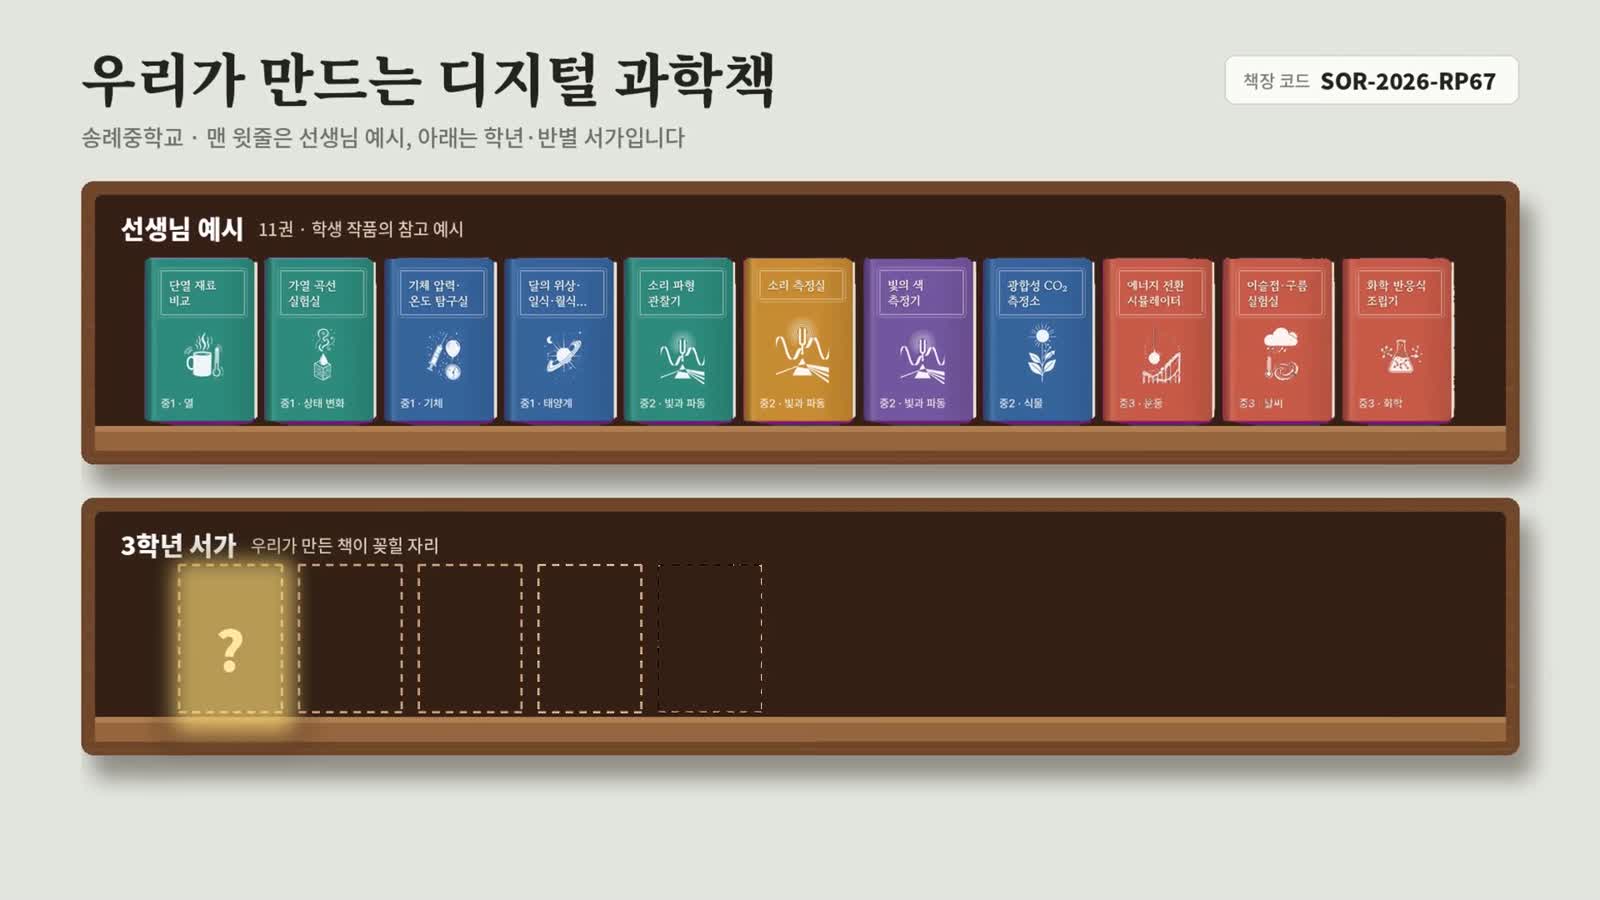 우리가 만드는 디지털 과학책
책장 코드 SOR-2026-RP67
송례중학교 · 맨 윗줄은 선생님 예시, 아래는 학년·반별 서가입니다
선생님 예시 11권 · 학생 작품의 참고 예시
단열 재료
비교
중1 · 열
가열 곡선
실험실
중1 · 상태 변화
기체 압력·
온도 탐구실
중1 · 기체
달의 위상·
일식·월식...
중1 · 태양계
소리 파형
관찰기
중2 · 빛과 파동
소리 측정실
중2 · 빛과 파동
빛의 색
측정기
중2 · 빛과 파동
광합성 CO₂
측정소
중2 · 식물
에너지 전환
시뮬레이터
중3 · 운동
이슬점·구름
실험실
중3 · 날씨
화학 반응식
조립기
중3 · 화학
3학년 서가 우리가 만든 책이 꽂힐 자리
?